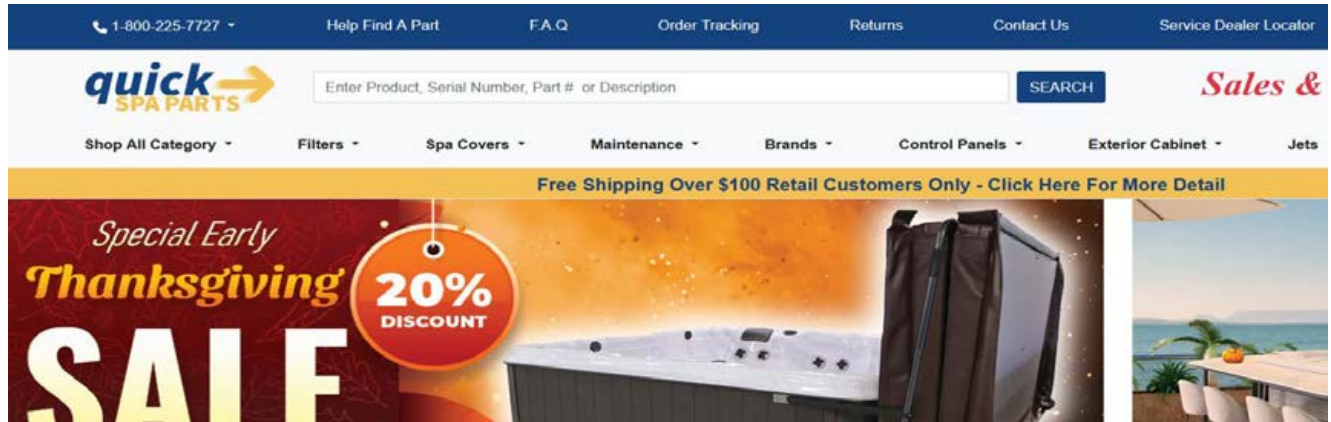 1-800-225-7727 Help Find A Part F.A.Q Order Tracking Returns Contact Us Service Dealer Locator
quick
SPA PARTS
Enter Product, Serial Number, Part # or Description SEARCH Sales &
Shop All Category Filters Spa Covers Maintenance Brands Control Panels Exterior Cabinet Jets
Free Shipping Over $100 Retail Customers Only - Click Here For More Detail
Special Early
Thanksgiving
SALE
20%
DISCOUNT